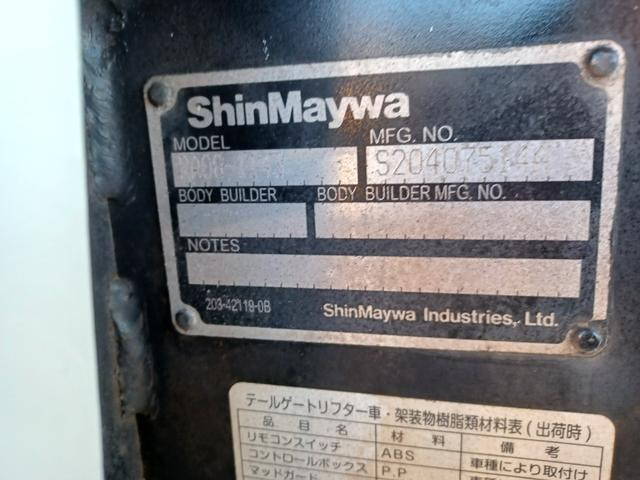 ShinMaywa
MODEL MFG. NO.
S204075144
BODY BUILDER BODY BUILDER MFG. NO.
NOTES
203-42119-0B ShinMaywa Industries, Ltd.
テールゲートリフター車・架装物樹脂類材料表(出荷時)
品目名 材料 備考
リモコンスイッチ ABS 車種により取付け
コントロールボックス P.P
マッドガード